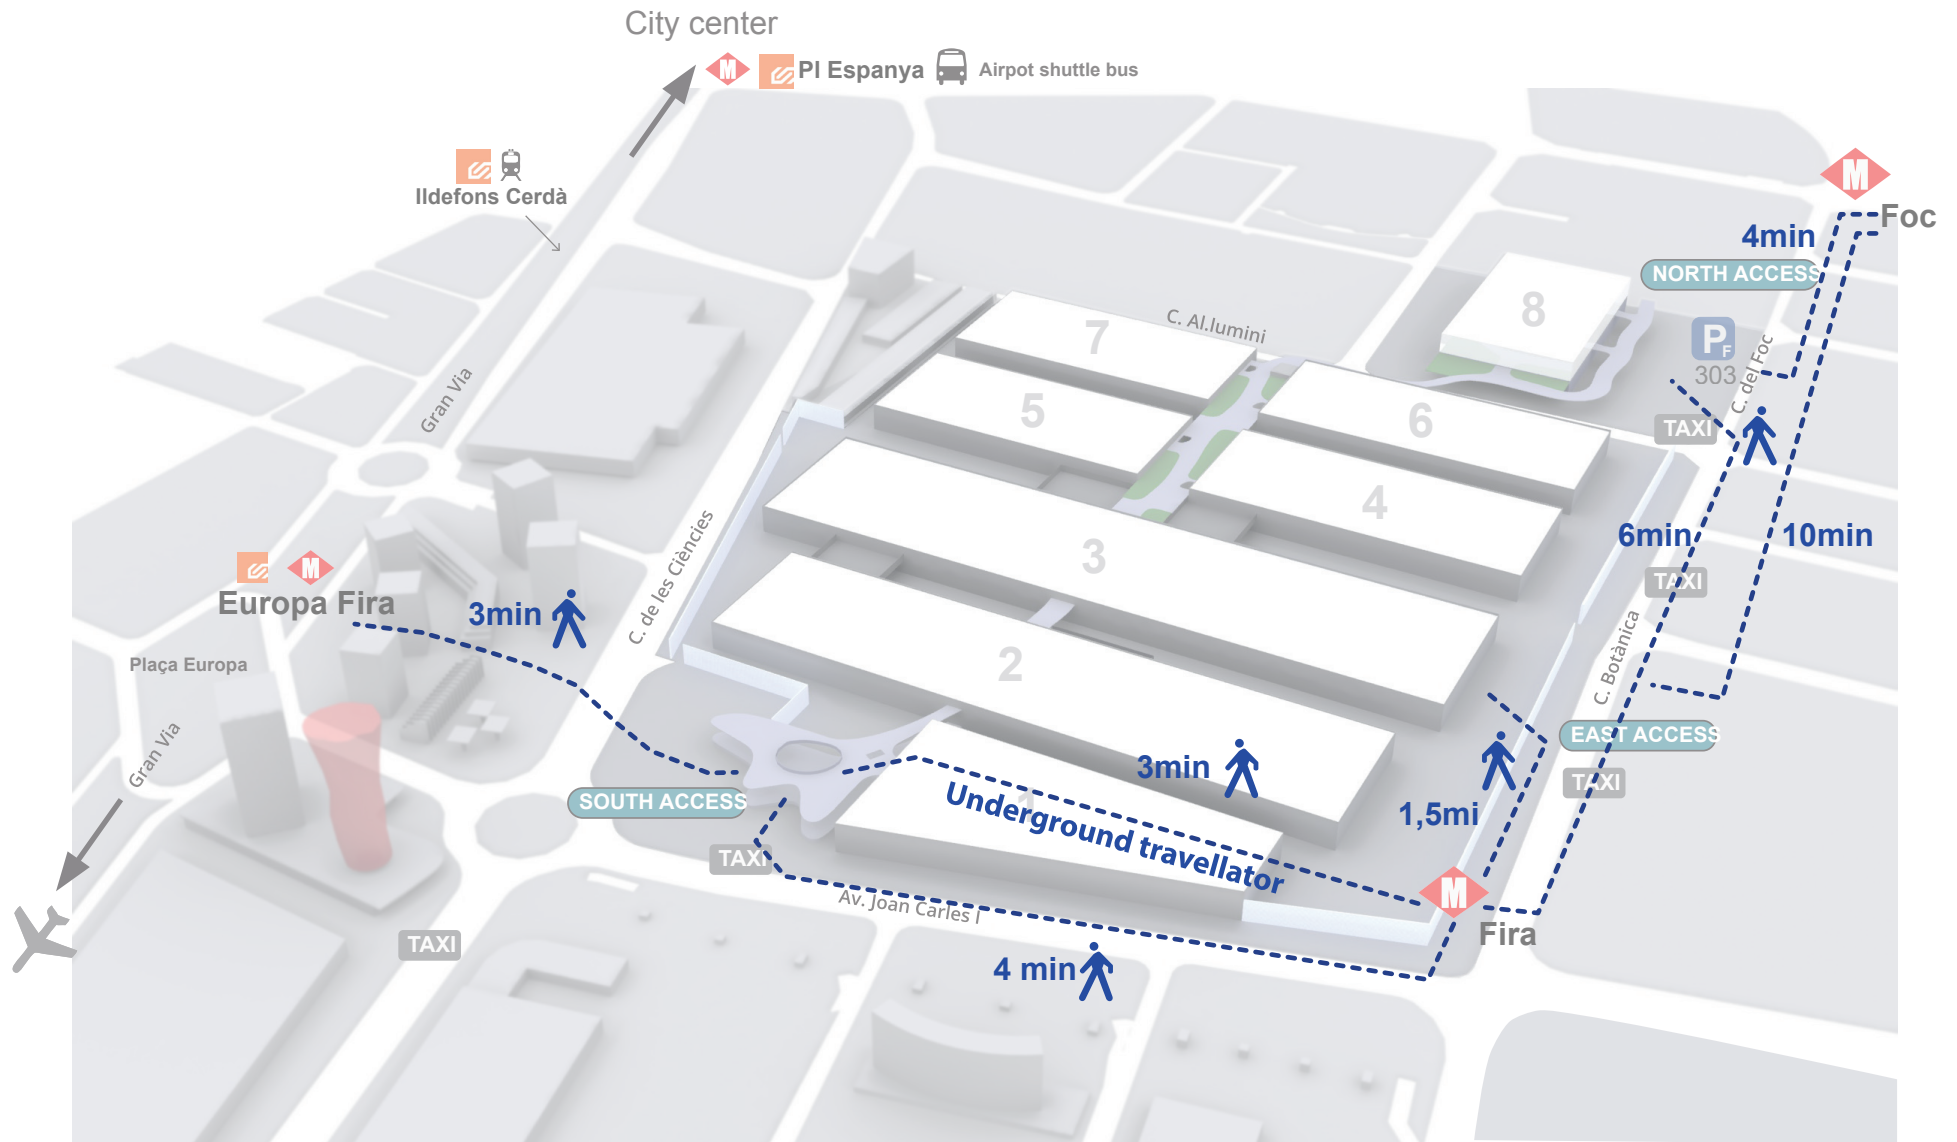 City center
M
Pl Espanya
Airpot shuttle bus
Ildefons Cerdà
M
Foc
4min
NORTH ACCESS
8
C. Al.lumini
7
P F
303
C. del Foc
Gran Via
5
6
TAXI
4
C. de les Ciències
3
6min
10min
M
Europa Fira
3min
TAXI
C. Botànica
Plaça Europa
2
Gran Via
EAST ACCESS
3min
TAXI
SOUTH ACCESS
1
Underground travellator
1,5mi
TAXI
M
Av. Joan Carles I
Fira
TAXI
4 min